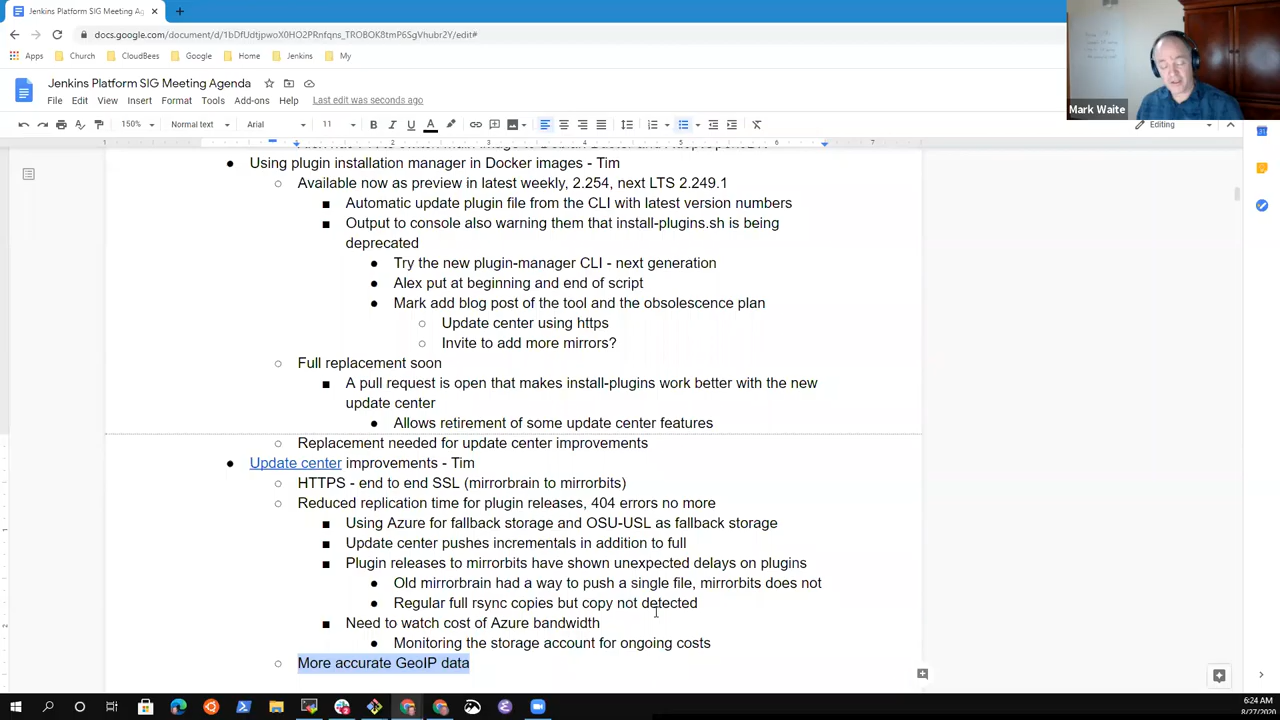 Jenkins Platform SIG Meeting Ag
docs.google.com/document/d/1bDfUdtjpwoX0HO2PRnfqns_TROBOK8tmP6SgVhubr2Y/edit#
Apps Church CloudBees Google Home Jenkins My
Jenkins Platform SIG Meeting Agenda
File Edit View Insert Format Tools Add-ons Help Last edit was seconds ago
Mark Waite
150% Normal text Arial 11 B I U A Editing
1 2 3 4 5 6 7
Using plugin installation manager in Docker images - Tim
Available now as preview in latest weekly, 2.254, next LTS 2.249.1
Automatic update plugin file from the CLI with latest version numbers
Output to console also warning them that install-plugins.sh is being
deprecated
Try the new plugin-manager CLI - next generation
Alex put at beginning and end of script
Mark add blog post of the tool and the obsolescence plan
Update center using https
Invite to add more mirrors?
Full replacement soon
A pull request is open that makes install-plugins work better with the new
update center
Allows retirement of some update center features
Replacement needed for update center improvements
Update center improvements - Tim
HTTPS - end to end SSL (mirrorbrain to mirrorbits)
Reduced replication time for plugin releases, 404 errors no more
Using Azure for fallback storage and OSU-USL as fallback storage
Update center pushes incrementals in addition to full
Plugin releases to mirrorbits have shown unexpected delays on plugins
Old mirrorbrain had a way to push a single file, mirrorbits does not
Regular full rsync copies but copy not detected
Need to watch cost of Azure bandwidth
Monitoring the storage account for ongoing costs
More accurate GeoIP data
6:24 AM
8/27/2020